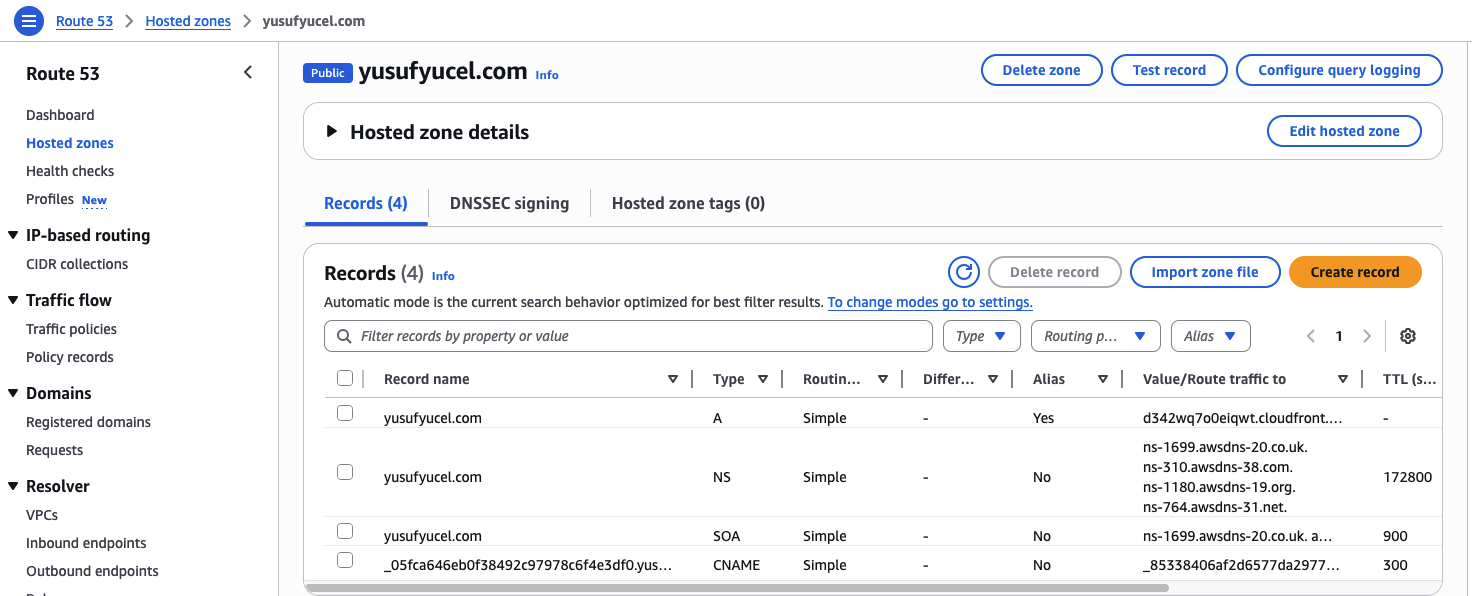 Route 53 > Hosted zones > yusufyucel.com
Route 53
Dashboard
Hosted zones
Health checks
Profiles New
IP-based routing
CIDR collections
Traffic flow
Traffic policies
Policy records
Domains
Registered domains
Requests
Resolver
VPCs
Inbound endpoints
Outbound endpoints
Public yusufyucel.com Info
Delete zone Test record Configure query logging
Hosted zone details
Edit hosted zone
Records (4) DNSSEC signing Hosted zone tags (0)
Records (4) Info
Delete record Import zone file Create record
Automatic mode is the current search behavior optimized for best filter results. To change modes go to settings.
Filter records by property or value Type Routing p... Alias 1
Record name Type Routin... Differ... Alias Value/Route traffic to TTL (s...
yusufyucel.com A Simple - Yes d342wq7o0eiqwt.cloudfront.... -
yusufyucel.com NS Simple - No ns-1699.awsdns-20.co.uk. 172800
ns-310.awsdns-38.com.
ns-1180.awsdns-19.org.
ns-764.awsdns-31.net.
yusufyucel.com SOA Simple - No ns-1699.awsdns-20.co.uk. a... 900
_05fca646eb0f38492c97978c6f4e3df0.yus... CNAME Simple - No _85338406af2d6577da2977... 300